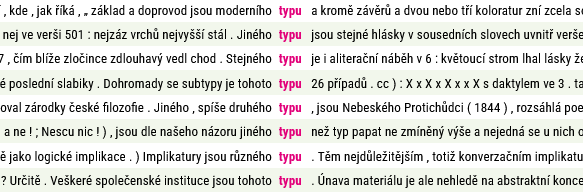 , kde , jak říká , „ základ a doprovod jsou moderního typu a kromě závěrů a dvou nebo tří koloratur zní zcela
nej ve verši 501 : nejzáz vrchů nejvyšší stál . Jiného typu jsou stejné hlásky v sousedních slovech uvnitř verše
7 , čím blíže zločince zdlouhavý vedl chod . Stejného typu je i aliterační náběh v 6 : květoucí strom lhal lásky
é poslední slabiky . Dohromady se subtypy je tohoto typu 26 případů . cc ) : X x X x X x x X s daktylem ve 3 .
oval zárodky české filozofie . Jiného , spíše druhého typu , jsou Nebeského Protichůdci ( 1844 ) , rozsáhlá
a ne ! ; Nescu nic ! ) , jsou dle našeho názoru jiného typu než typ papat ne zmíněný výše a nejedná se u nich
ě jako logické implikace . ) Implikatury jsou různého typu . Těm nejdůležitějším , totiž konverzačním
? Určitě . Veškeré společenské instituce jsou tohoto typu . Únava materiálu je ale nehledě na abstraktní